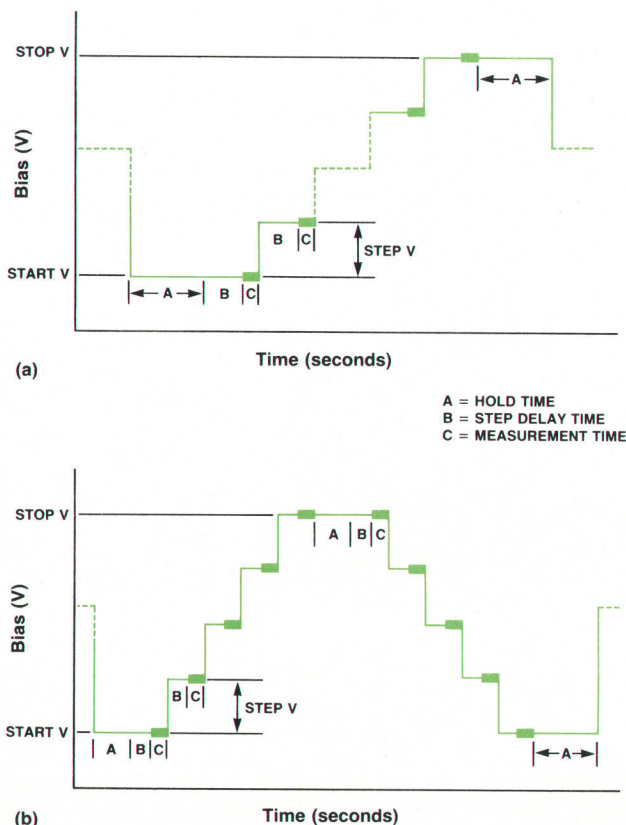 STOP V
A
Bias (V)
B C
STEP V
START V
A B C
Time (seconds)
(a)
A = HOLD TIME
B = STEP DELAY TIME
C = MEASUREMENT TIME
STOP V
A B C
Bias (V)
B C
STEP V
START V
A B C
A
(b)
Time (seconds)